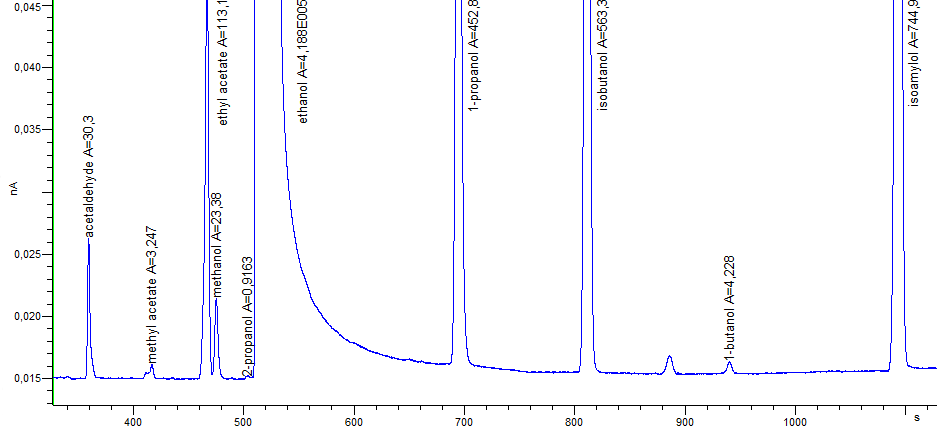 0,045
0,040
0,035
nA
0,025
0,020
0,015
acetaldehyde A=30,3
methyl acetate A=3,247
ethyl acetate A=113,1
methanol A=23,38
2-propanol A=0,9163
ethanol A=4,188E005
1-propanol A=452,8
isobutanol A=563,3
1-butanol A=4,228
isoamylol A=744,9
400
500
600
700
800
900
1000
s